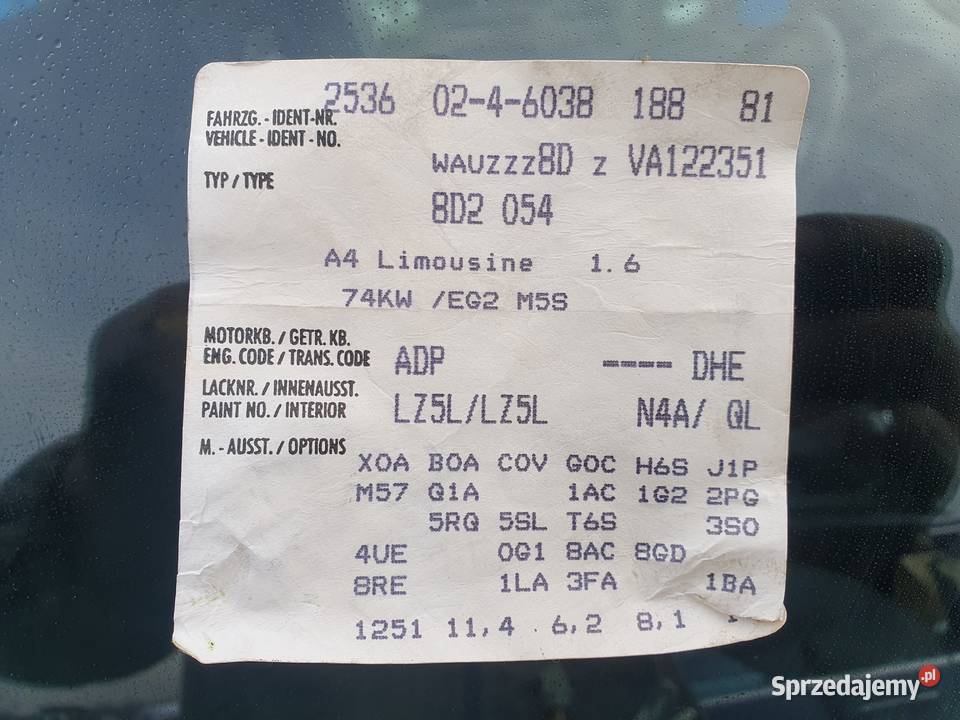 2536 02-4-6038 188 81
FAHRZG. - IDENT-NR.
VEHICLE - IDENT - NO.
WAUZZZ8D Z VA122351
TYP / TYPE
8D2 054
A4 Limousine 1.6
74KW /EG2 M5S
MOTORKB. / GETR. KB.
ENG. CODE / TRANS. CODE
ADP ---- DHE
LACKNR. / INNENAUSST.
PAINT NO. / INTERIOR
LZ5L/LZ5L N4A/ QL
M. - AUSST. / OPTIONS
X0A B0A C0V G0C H6S J1P
M57 Q1A 1AC 1G2 2PG
5RQ 5SL T6S 3S0
4UE 0G1 8AC 8GD
8RE 1LA 3FA 1BA
1251 11,4 6,2 8,1
Sprzedajemy.pl